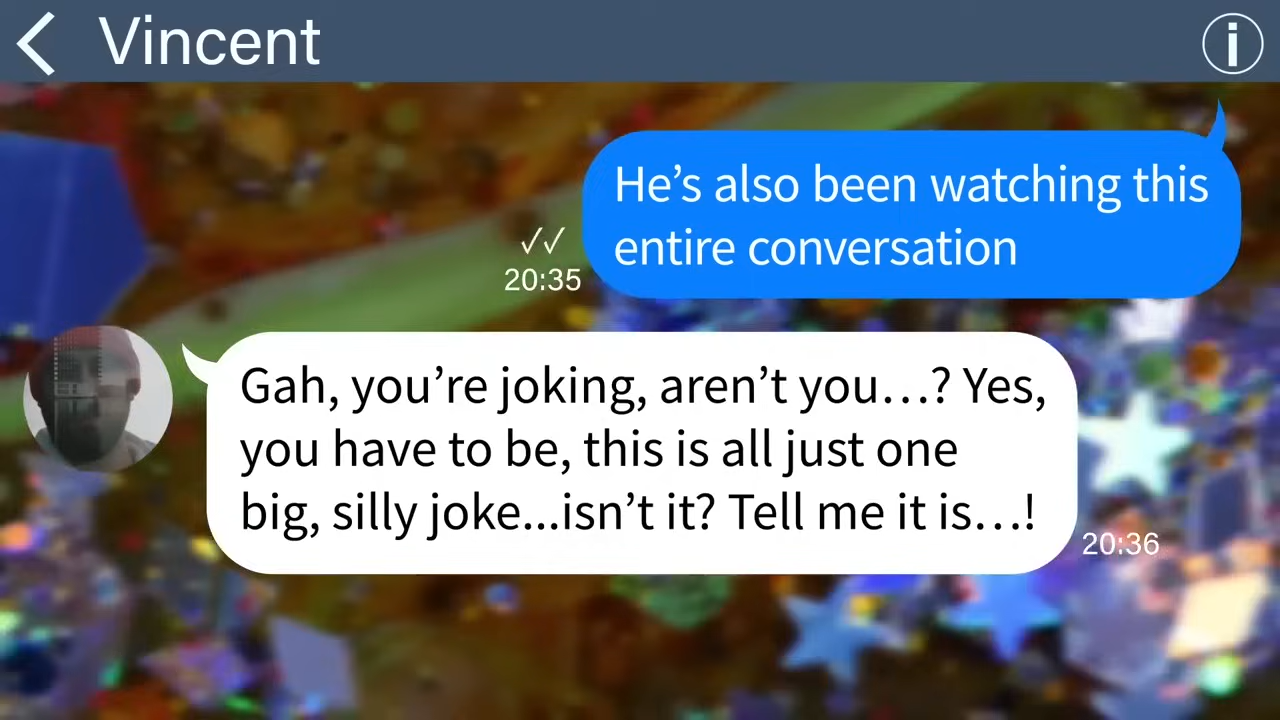 Vincent
He’s also been watching this
entire conversation
20:35
Gah, you’re joking, aren’t you…? Yes,
you have to be, this is all just one
big, silly joke...isn’t it? Tell me it is…!
20:36